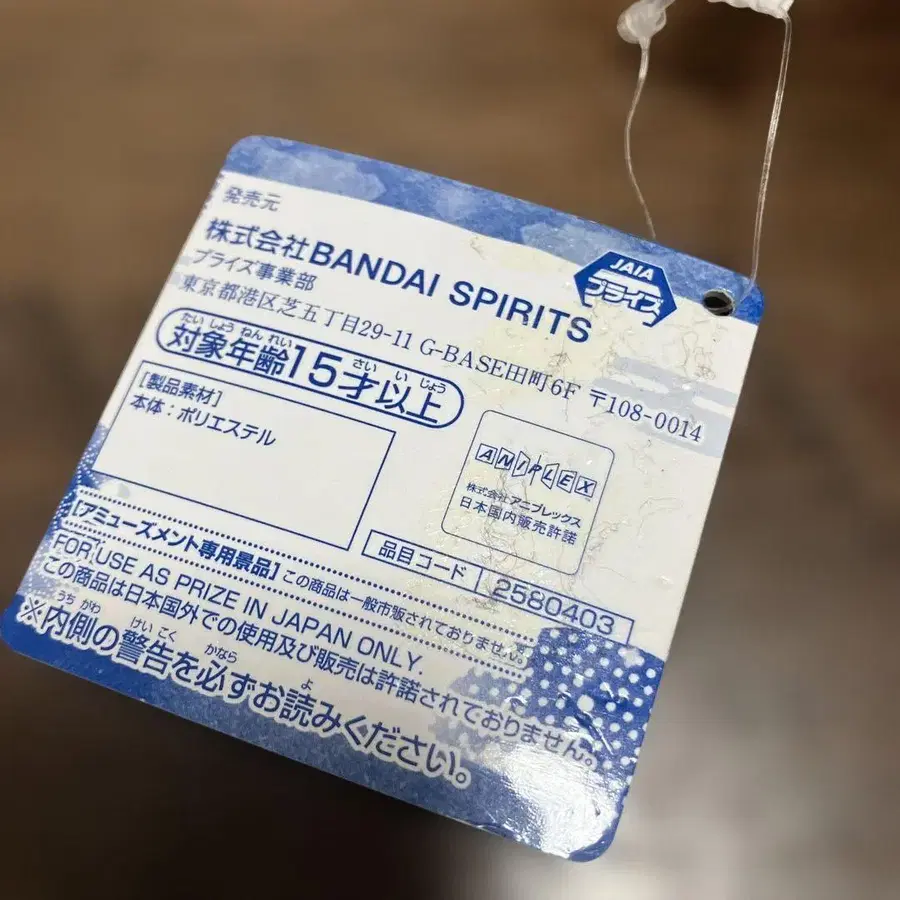 発売元
株式会社BANDAI SPIRITS
プライズ事業部
東京都港区芝五丁目29-11 G-BASE田町6F 〒108-0014
JAIA
プライズ
たいしょうねんれい さいいじょう
対象年齢15才以上
[製品素材]
本体：ポリエステル
ANIPLEX
株式会社アニプレックス
日本国内販売許諾
品目コード 2580403
[アミューズメント専用景品] この商品は一般市販されておりません。
FOR USE AS PRIZE IN JAPAN ONLY.
この商品は日本国外での使用及び販売は許諾されておりません。
うちがわ けいこく かなら よ
※内側の警告を必ずお読みください。